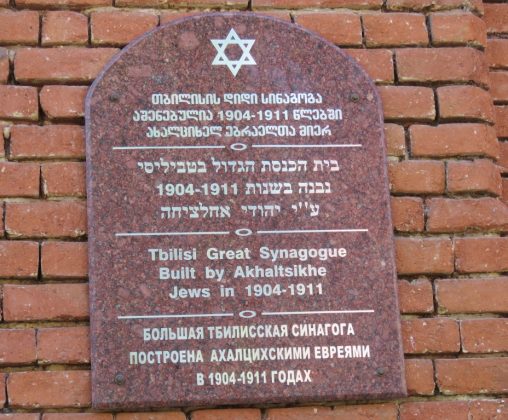 თბილისის დიდი სინაგოგა
აშენებულია 1904-1911 წლებში
ახალციხელ ებრაელთა მიერ
בית הכנסת הגדול בטביליסי
נבנה בשנות 1904-1911
ע''י יהודי אחלציחה
Tbilisi Great Synagogue
Built by Akhaltsikhe
Jews in 1904-1911
БОЛЬШАЯ ТБИЛИССКАЯ СИНАГОГА
ПОСТРОЕНА АХАЛЦИХСКИМИ ЕВРЕЯМИ
В 1904-1911 ГОДАХ